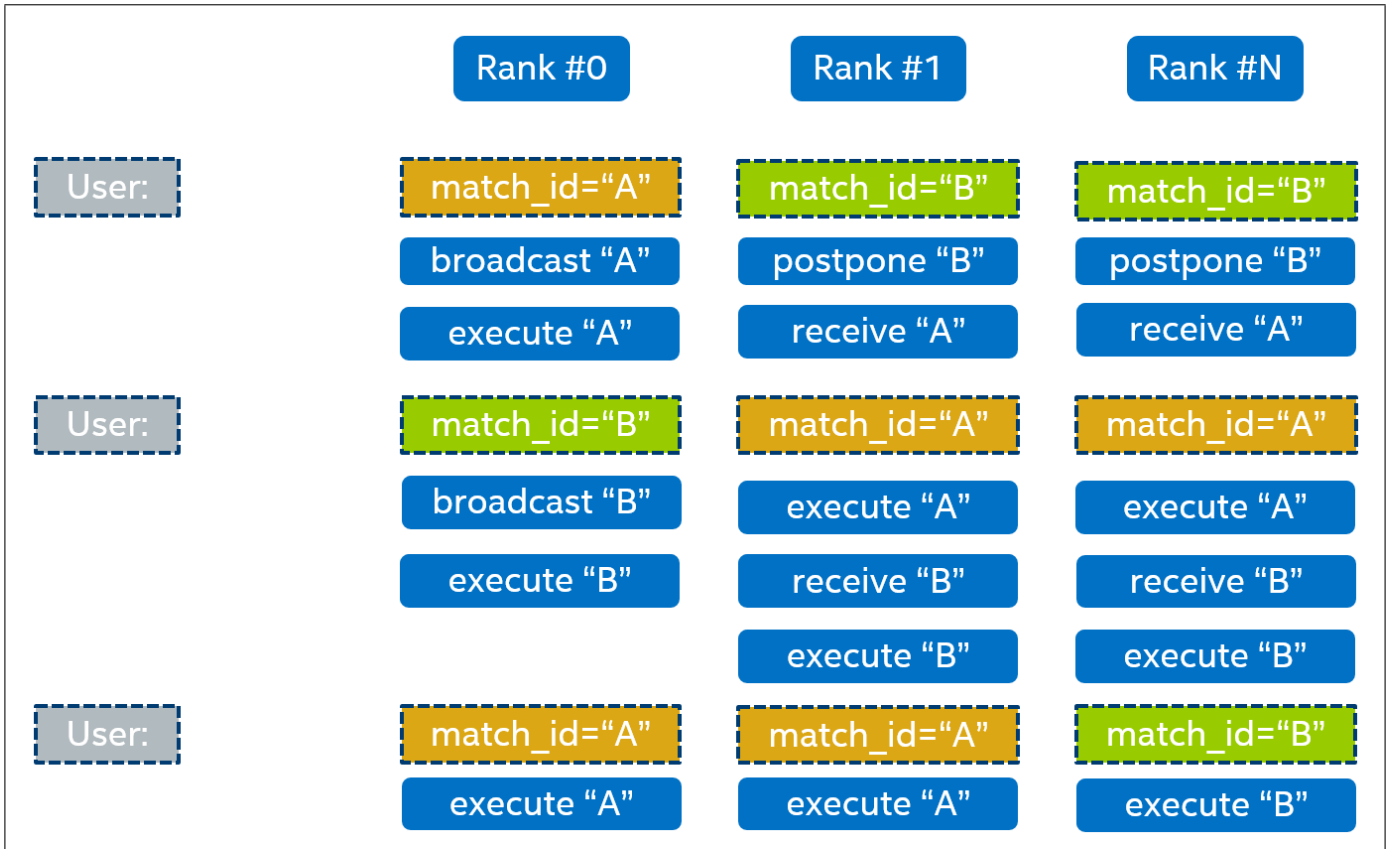 Rank #0
Rank #1
Rank #N
User:
match_id=“A”
match_id=“B”
match_id=“B”
broadcast “A”
postpone “B”
postpone “B”
execute “A”
receive “A”
receive “A”
User:
match_id=“B”
match_id=“A”
match_id=“A”
broadcast “B”
execute “A”
execute “A”
execute “B”
receive “B”
receive “B”
execute “B”
execute “B”
User:
match_id=“A”
match_id=“A”
match_id=“B”
execute “A”
execute “A”
execute “B”